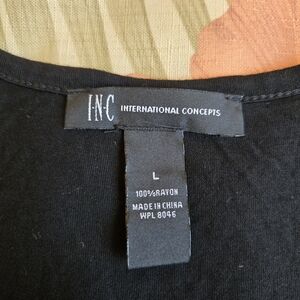 I·N·C INTERNATIONAL CONCEPTS
L
100% RAYON
MADE IN CHINA
WPL 8046